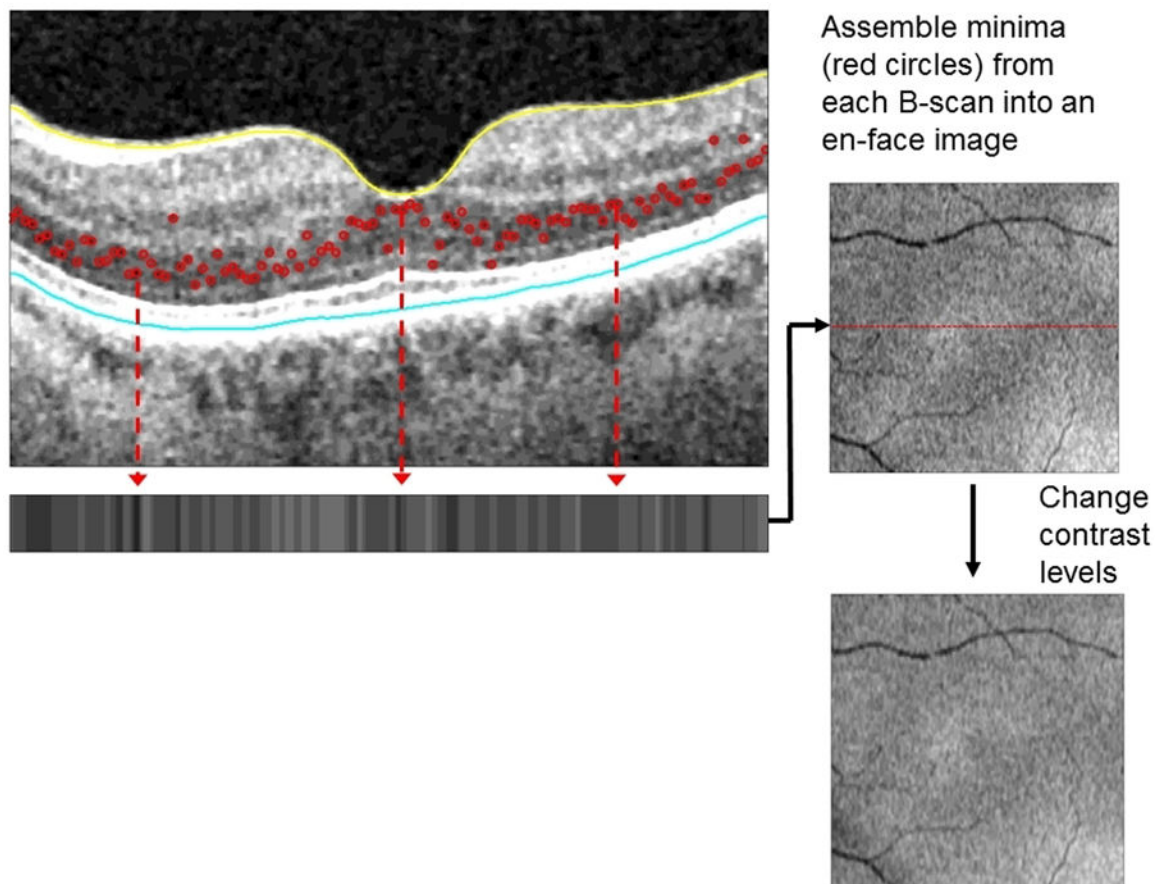 Assemble minima
(red circles) from
each B-scan into an
en-face image
Change
contrast
levels